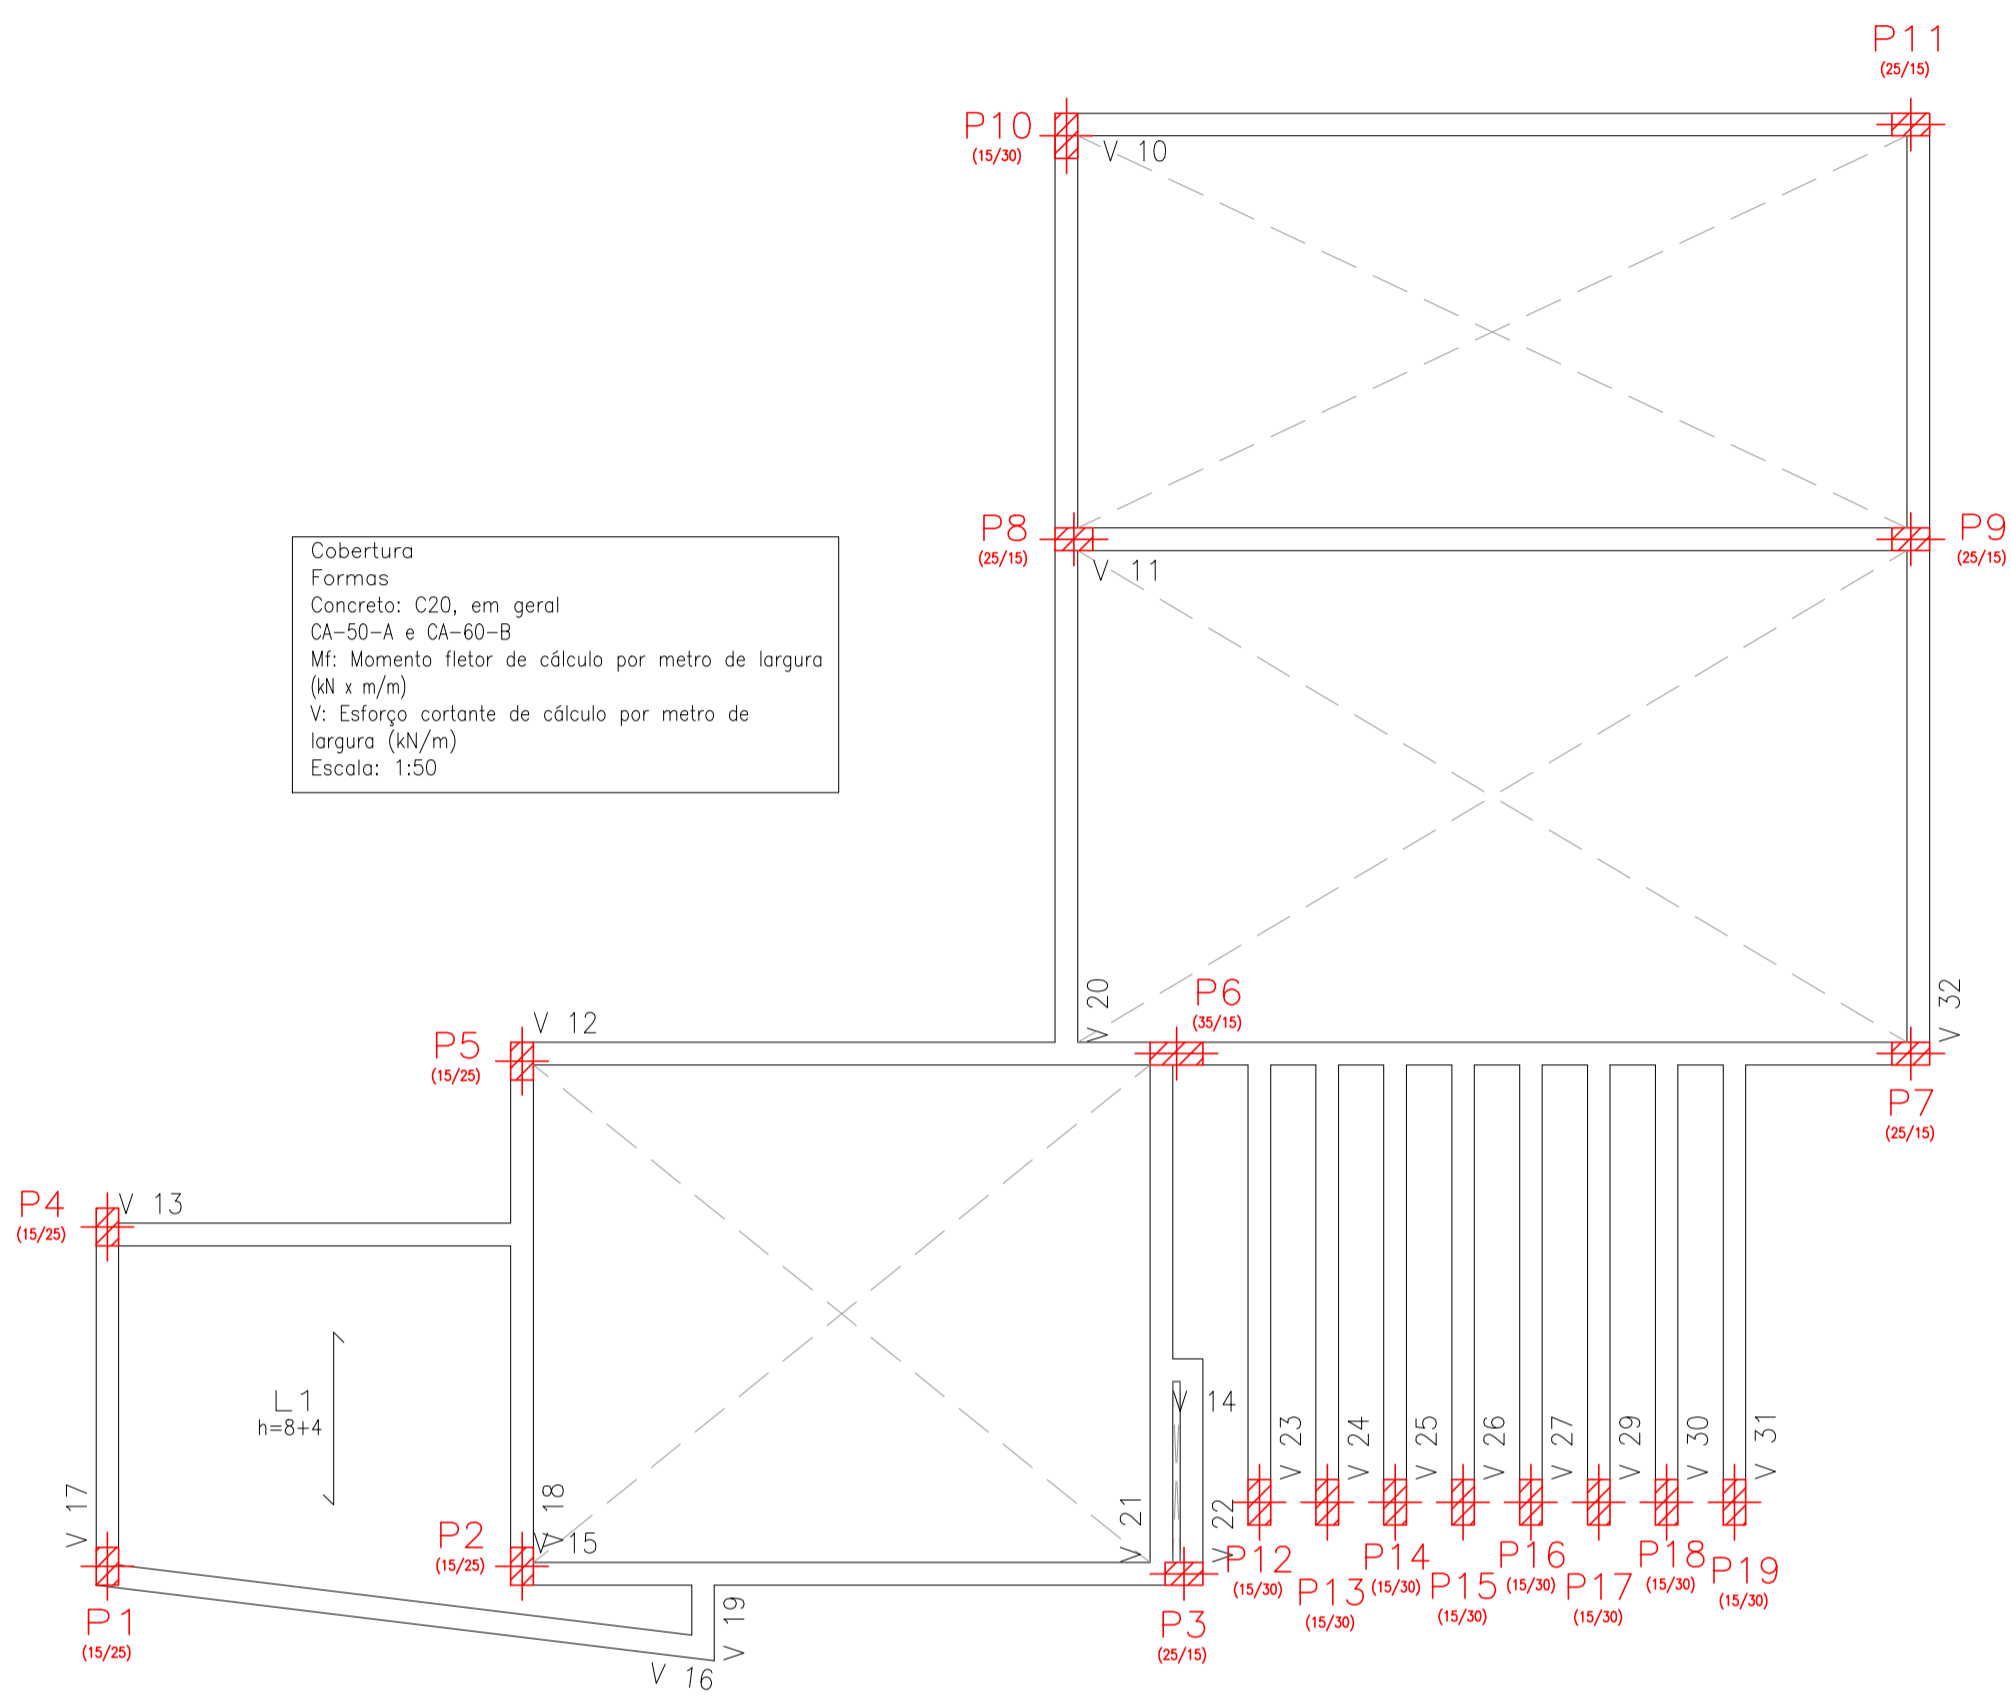 P11
(25/15)
P10
(15/30)
V 10
P8
(25/15)
P9
(25/15)
V 11
Cobertura
Formas
Concreto: C20, em geral
CA-50-A e CA-60-B
Mf: Momento fletor de cálculo por metro de largura
(kN x m/m)
V: Esforço cortante de cálculo por metro de
largura (kN/m)
Escala: 1:50
V 20
P6
(35/15)
V 32
V 12
P5
(15/25)
P7
(25/15)
P4
(15/25)
V 13
L1
h=8+4
V 14
V 23
V 24
V 25
V 26
V 27
V 29
V 30
V 31
V 17
V 18
V 21
V 22
P2
(15/25)
V 15
P12
(15/30)
P13
(15/30)
P14
(15/30)
P15
(15/30)
P16
(15/30)
P17
(15/30)
P18
(15/30)
P19
(15/30)
P1
(15/25)
V 19
P3
(25/15)
V 16